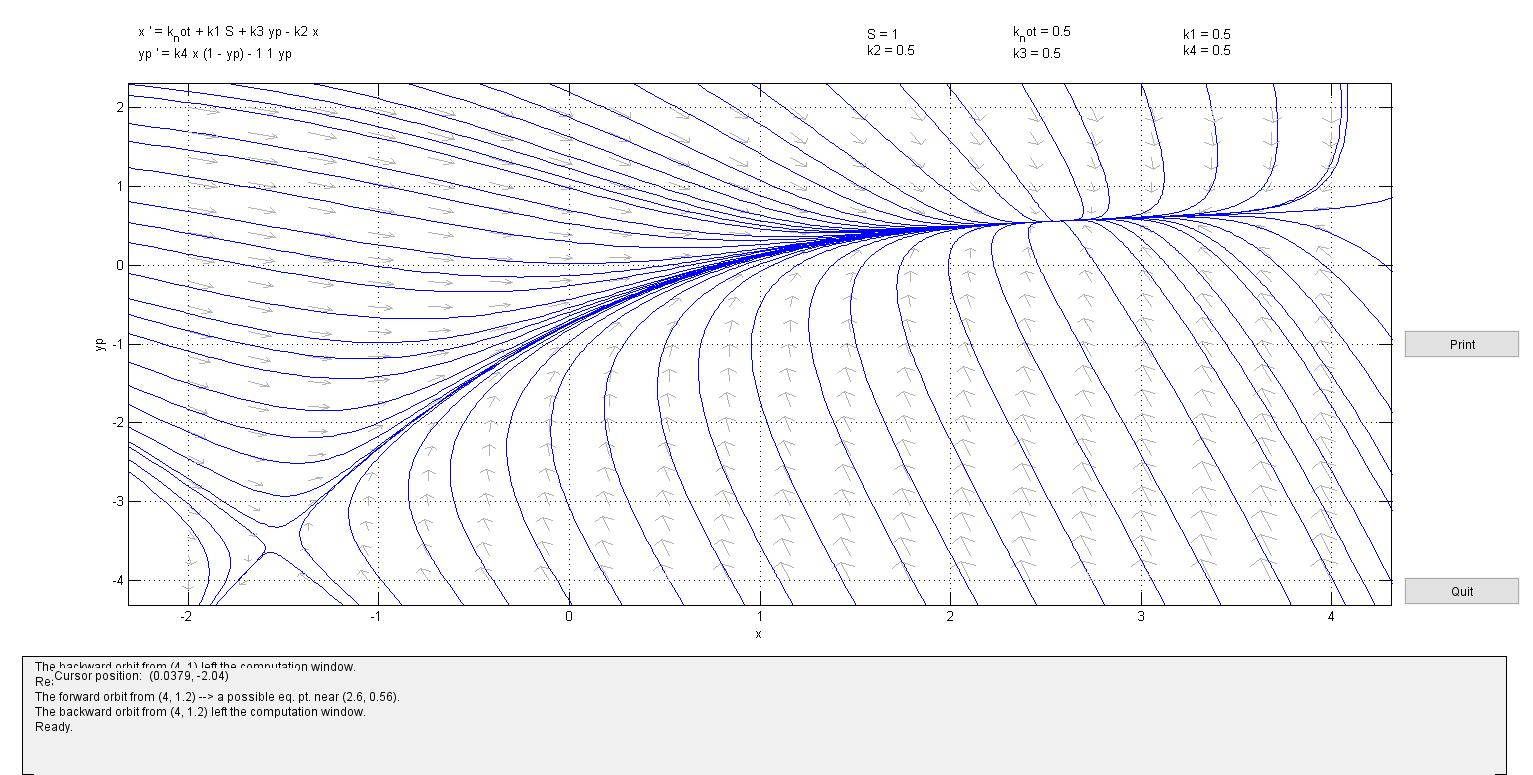 x ' = knot + k1 S + k3 yp - k2 x
yp ' = k4 x (1 - yp) - 1 1 yp
S = 1
k2 = 0.5
knot = 0.5
k3 = 0.5
k1 = 0.5
k4 = 0.5
2
1
0
-1
-2
-3
-4
yp
-2
-1
0
1
2
3
4
x
Print
Quit
The backward orbit from (4, 1) left the computation window.
Re
Cursor position: (0.0379, -2.04)
The forward orbit from (4, 1.2) --> a possible eq. pt. near (2.6, 0.56).
The backward orbit from (4, 1.2) left the computation window.
Ready.